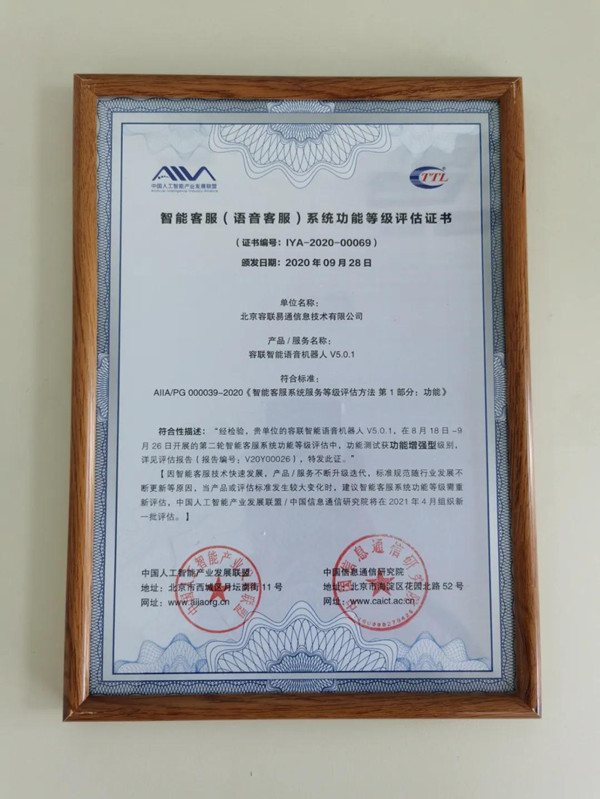 AIIA
中国人工智能产业发展联盟
Artificial Intelligence Industry Alliance
CTTL
智能客服（语音客服）系统功能等级评估证书
（证书编号：IYA-2020-00069）
颁发日期：2020 年 09 月 28 日
单位名称：
北京容联易通信息技术有限公司
产品 / 服务名称：
容联智能语音机器人 V5.0.1
符合标准：
AIIA/PG 000039-2020《智能客服系统服务等级评估方法 第 1 部分：功能》
符合性描述：“经检验，贵单位的容联智能语音机器人 V5.0.1，在 8 月 18 日 -9
月 26 日开展的第二轮智能客服系统功能等级评估中，功能测试获功能增强型级别，
详见评估报告（报告编号：V20Y00026），特发此证。”
【因智能客服技术快速发展，产品 / 服务不断升级迭代，标准规范随行业发展不
断更新等原因，当产品或评估标准发生较大变化时，建议智能客服系统功能等级需重
新评估，中国人工智能产业发展联盟 / 中国信息通信研究院将在 2021 年 4 月组织新
一批评估。】
中国人工智能产业发展联盟
地址：北京市西城区月坛南街 11 号
网址：www.aiiaorg.cn
中国信息通信研究院
地址：北京市海淀区花园北路 52 号
网址：www.caict.ac.cn